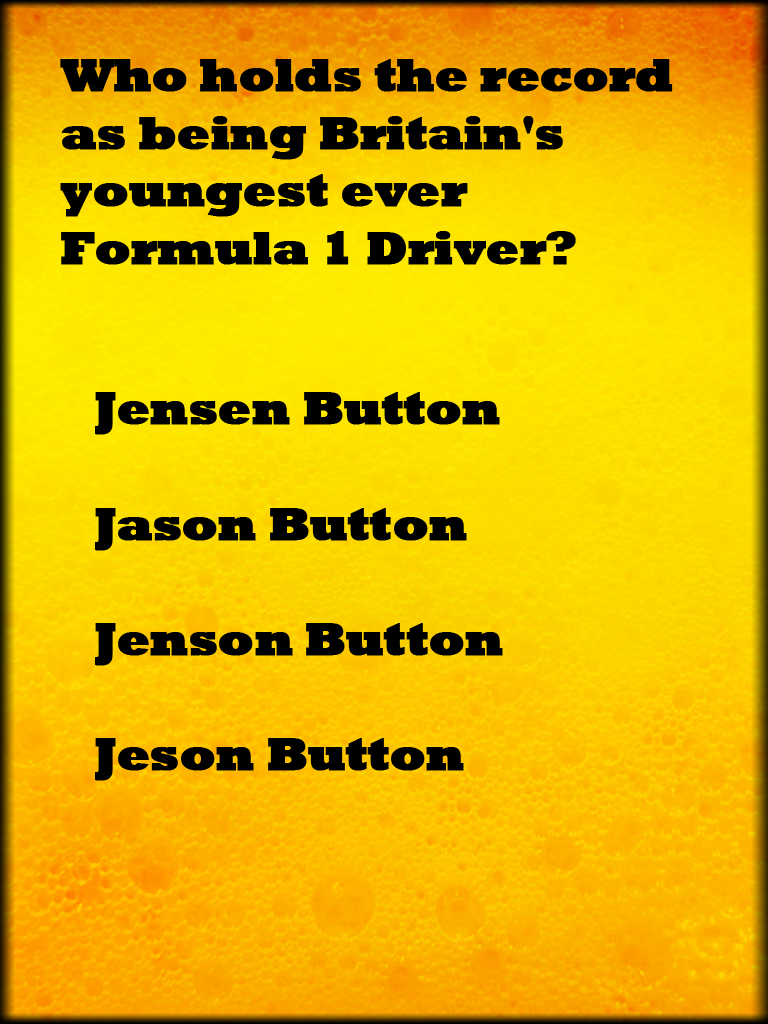 Who holds the record
as being Britain's
youngest ever
Formula 1 Driver?
Jensen Button
Jason Button
Jenson Button
Jeson Button